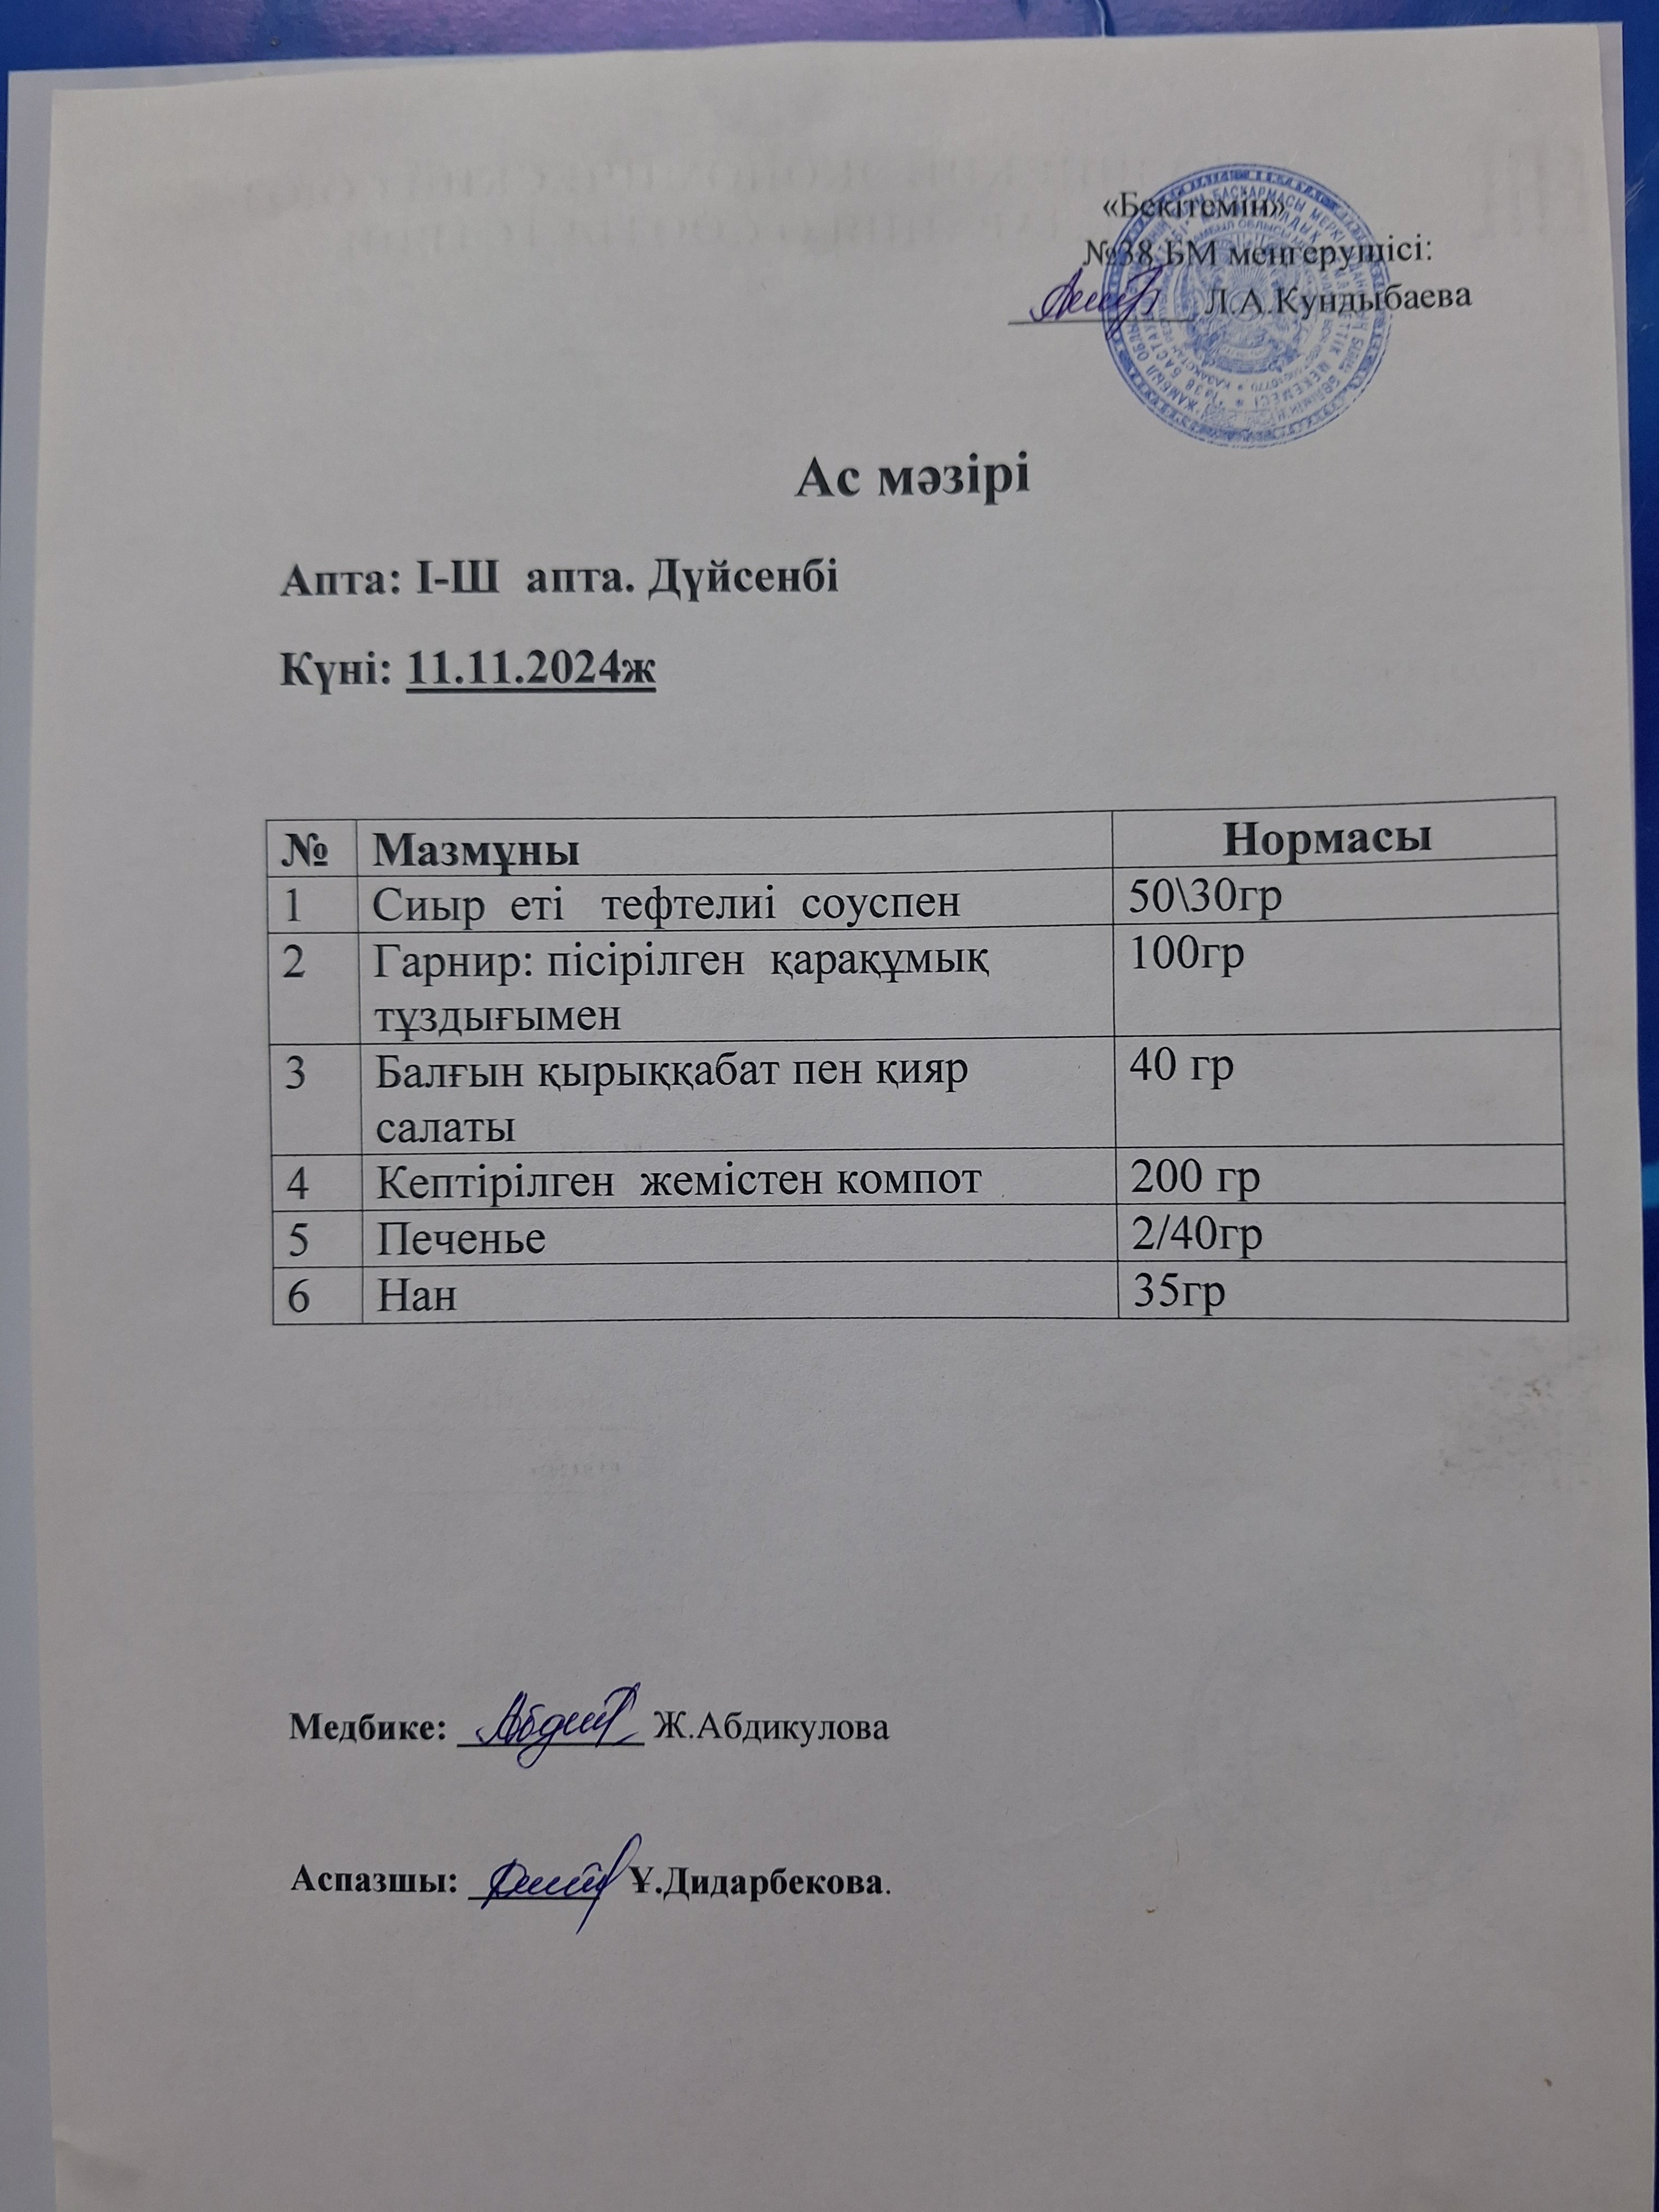 «Бекітемін»
№38 БМ меңгерушісі:
Л.А.Кундыбаева
Ас мәзірі
Апта: І-Ш апта. Дүйсенбі
Күні: 11.11.2024ж
№ Мазмұны Нормасы
1 Сиыр еті тефтелиі соуспен 50\30гр
2 Гарнир: пісірілген қарақұмық 100гр
тұздығымен
3 Балғын қырыққабат пен қияр 40 гр
салаты
4 Кептірілген жемістен компот 200 гр
5 Печенье 2/40гр
6 Нан 35гр
Медбике: Ж.Абдикулова
Аспазшы: Ұ.Дидарбекова.